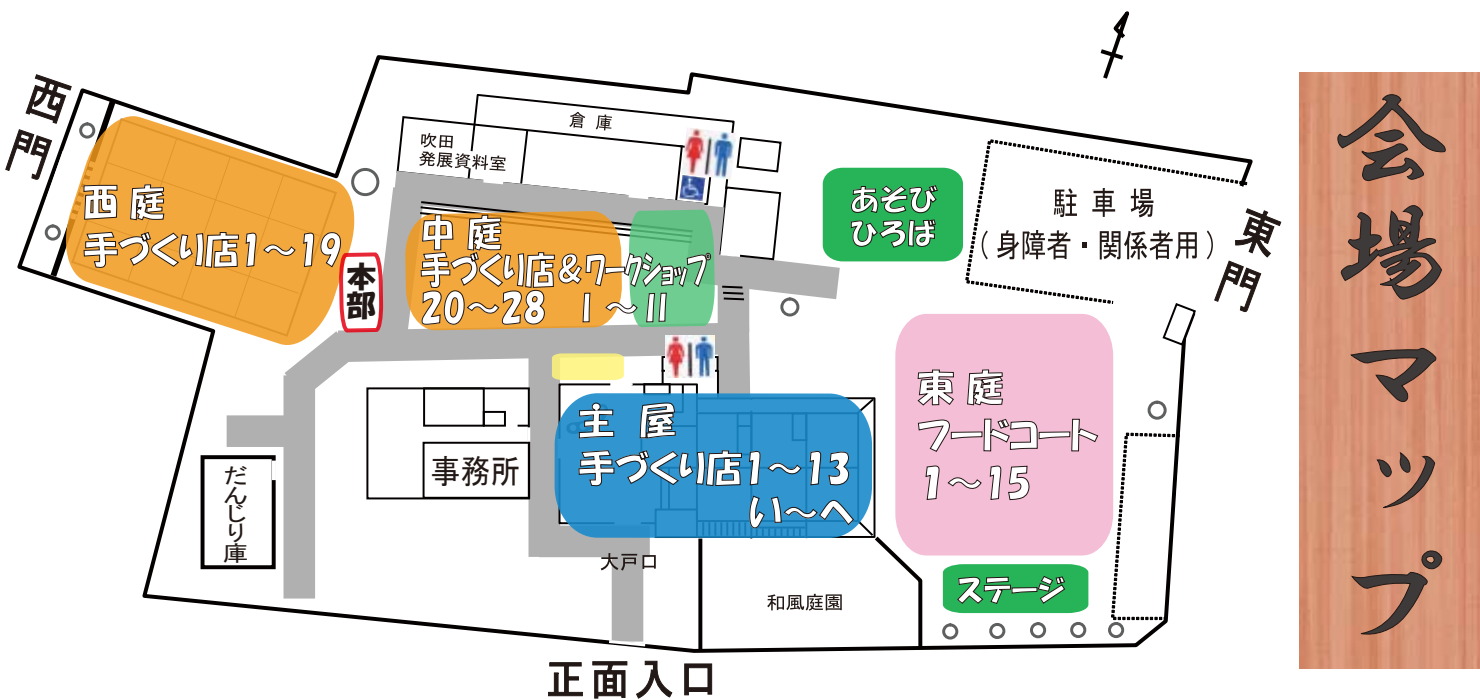 会場マップ
西門
西庭
手づくり店1～19
本部
吹田
発展資料室
倉庫
中庭
手づくり店&ワークショップ
20～28 1～11
あそび
ひろば
駐車場
(身障者・関係者用)
東門
東庭
フードコート
1～15
ステージ
主屋
手づくり店1～13
い～へ
事務所
だんじり庫
大戸口
和風庭園
正面入口